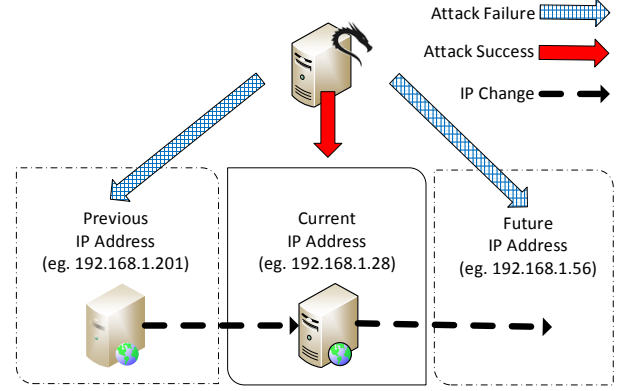 Attack Failure
Attack Success
IP Change
Previous
IP Address
(eg. 192.168.1.201)
Current
IP Address
(eg. 192.168.1.28)
Future
IP Address
(eg. 192.168.1.56)